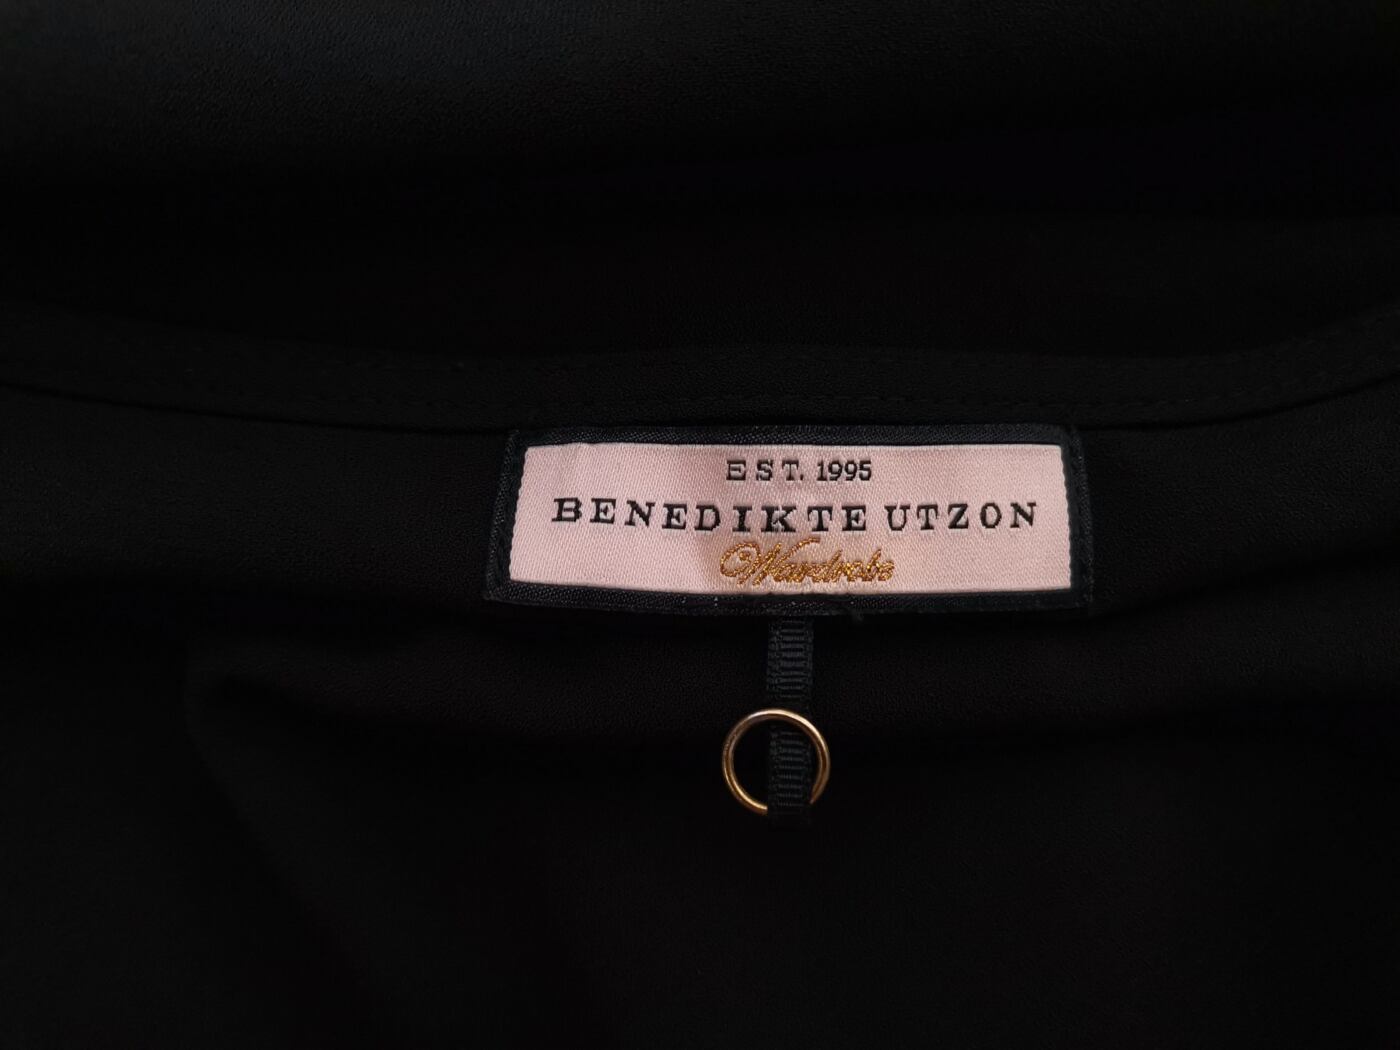 EST. 1995
BENEDIKTE UTZON
Wardrobe